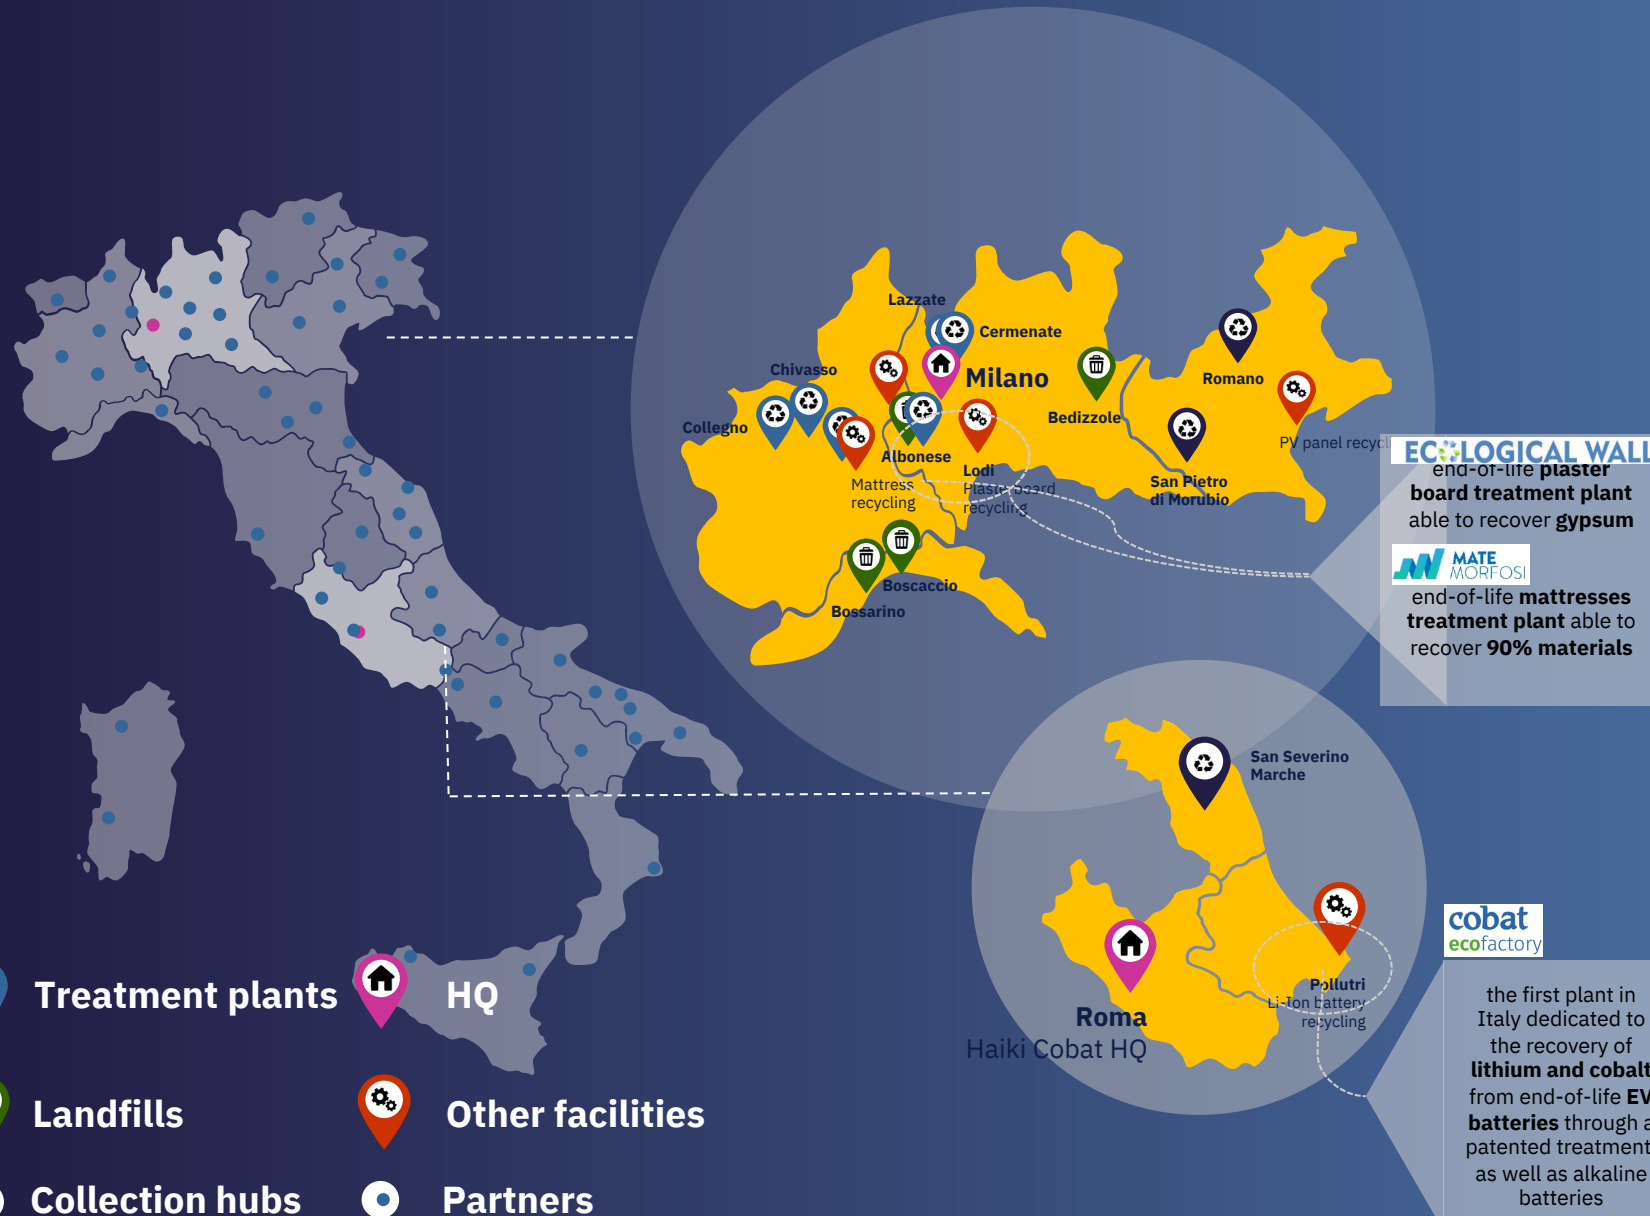 Lazzate
Cermenate
Chivasso
Milano
Collegno
Bedizzole
Romano
Albonese
Lodi
Plasterboard
recycling
Mattress
recycling
San Pietro
di Morubio
PV panel
Boscaccio
Bossarino
ECOLOGICAL WALL
end-of-life plaster
board treatment plant
able to recover gypsum
MATE
MORFOSI
end-of-life mattresses
treatment plant able to
recover 90% materials
San Severino
Marche
Pollutri
Li-Ion battery
recycling
Roma
Haiki Cobat HQ
cobat
ecofactory
the first plant in
Italy dedicated to
the recovery of
lithium and cobalt
from end-of-life EV
batteries through a
patented treatment
as well as alkaline
batteries
Treatment plants
HQ
Landfills
Other facilities
Collection hubs
Partners